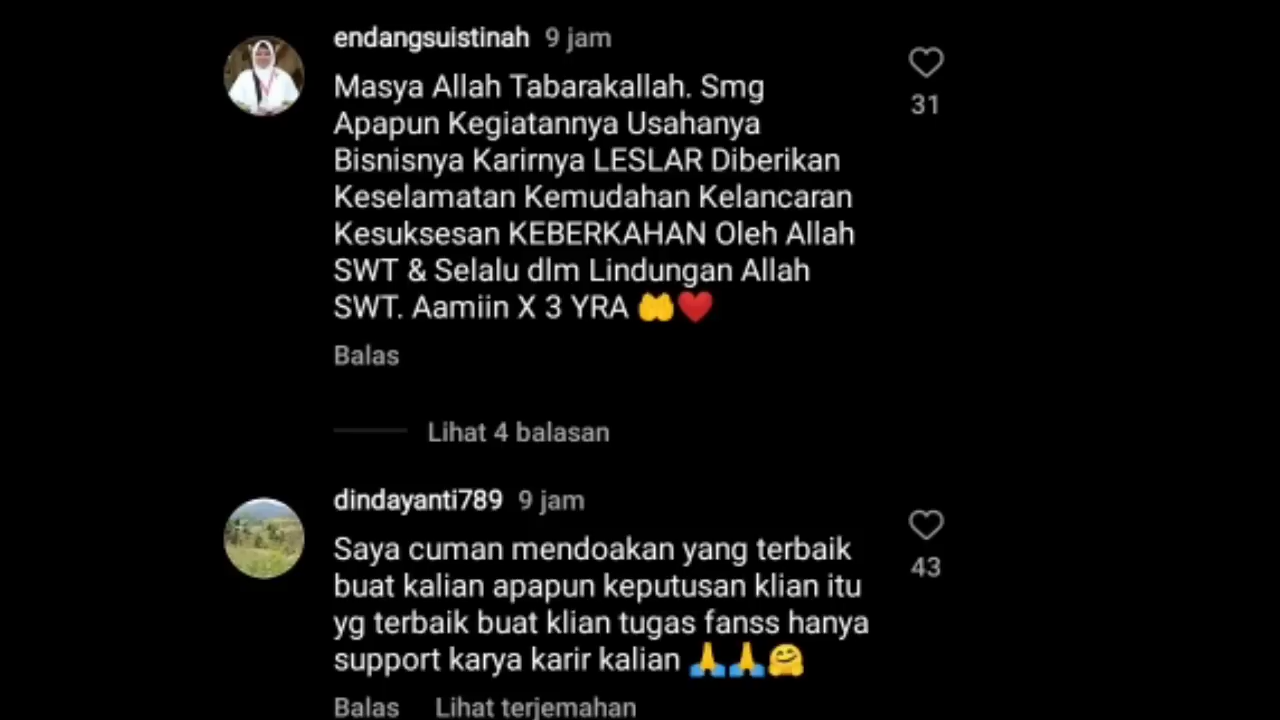 endangsuistinah 9 jam
Masya Allah Tabarakallah. Smg
Apapun Kegiatannya Usahanya
Bisnisnya Karirnya LESLAR Diberikan
Keselamatan Kemudahan Kelancaran
Kesuksesan KEBERKAHAN Oleh Allah
SWT & Selalu dlm Lindungan Allah
SWT. Aamiin X 3 YRA 🤲❤️
31
Balas
Lihat 4 balasan
dindayanti789 9 jam
Saya cuman mendoakan yang terbaik
buat kalian apapun keputusan klian itu
yg terbaik buat klian tugas fanss hanya
support karya karir kalian 🙏🙏🤗
43
Balas Lihat terjemahan